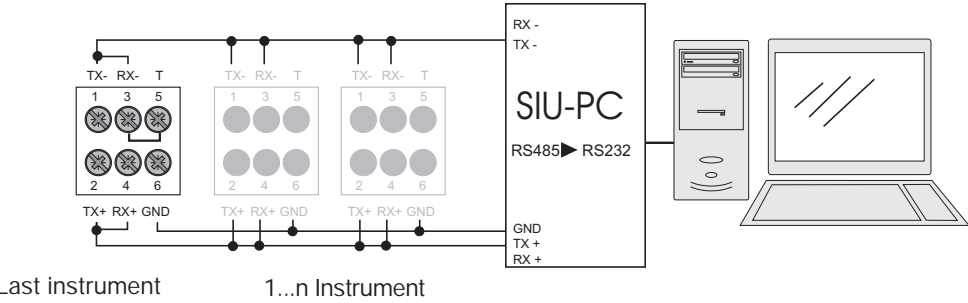 RX -
TX -
TX- RX- T
1 3 5
2 4 6
TX+ RX+ GND
TX- RX- T
1 3 5
2 4 6
TX+ RX+ GND
TX- RX- T
1 3 5
2 4 6
TX+ RX+ GND
SIU-PC
RS485 ▶ RS232
GND
TX +
RX +
Last instrument
1...n Instrument